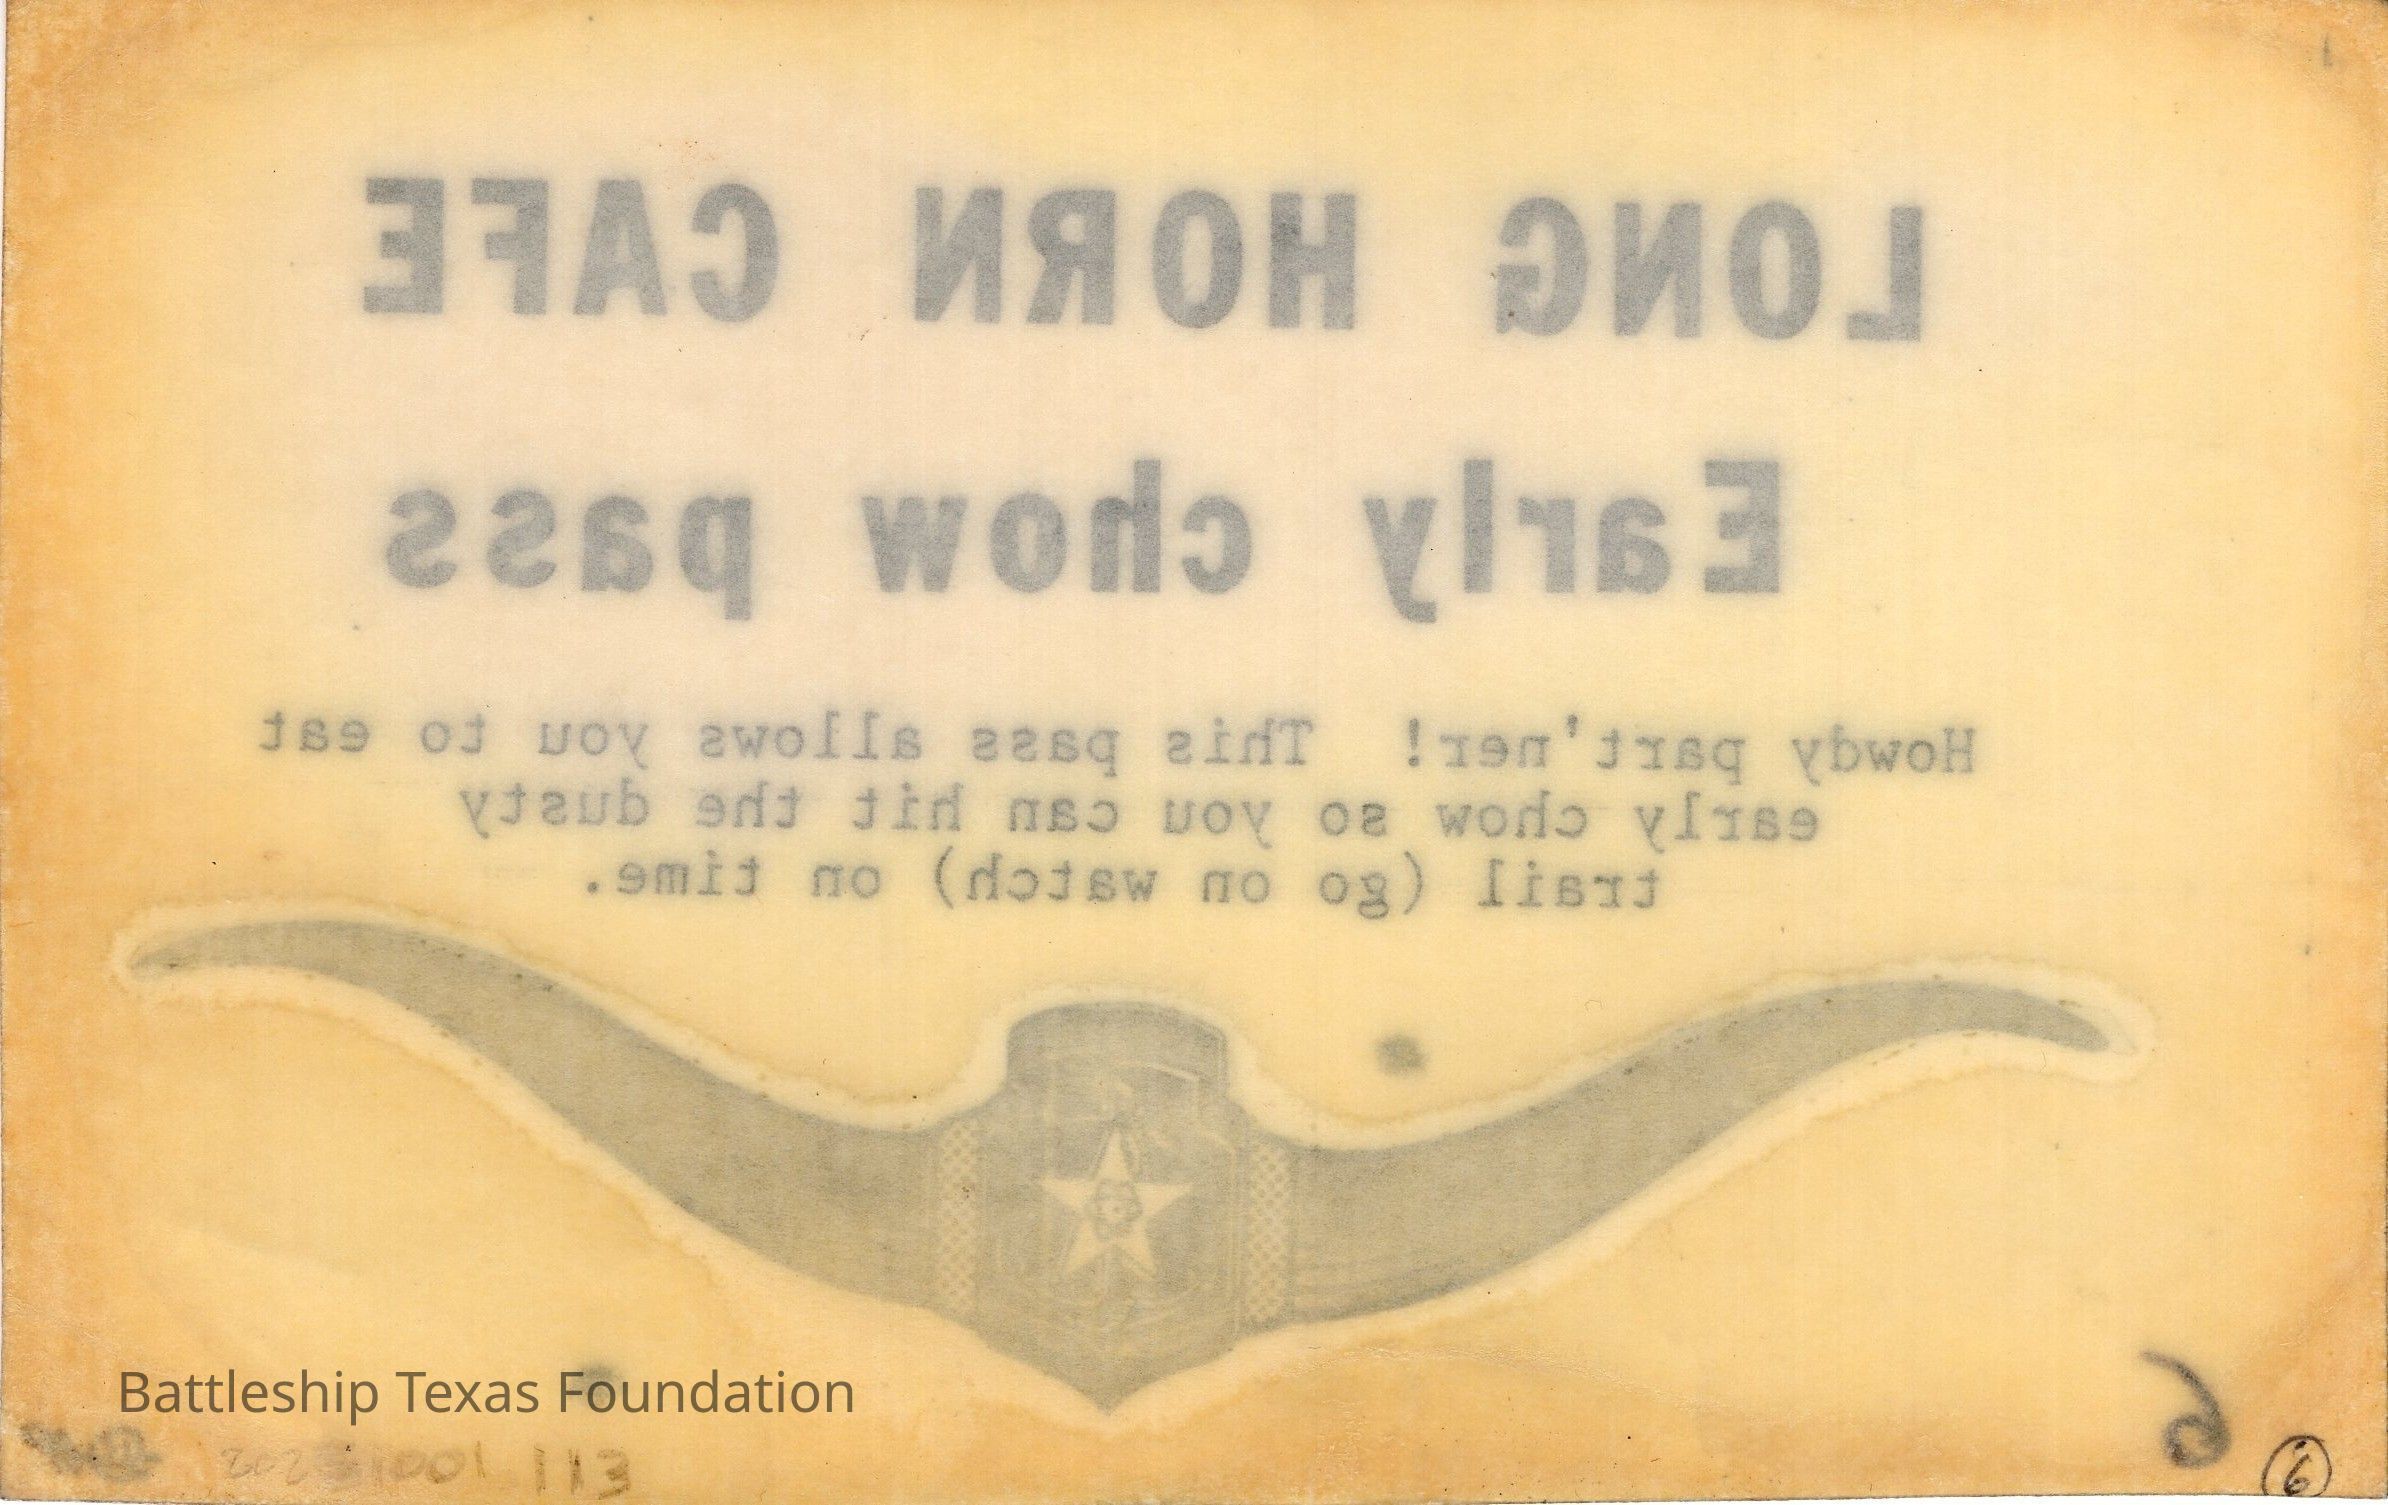 LONG HORN CAFE
Early chow pass
Howdy part'ner! This pass allows you to eat
early chow so you can hit the dusty
trail (go on watch) on time.
Battleship Texas Foundation
113
6
6